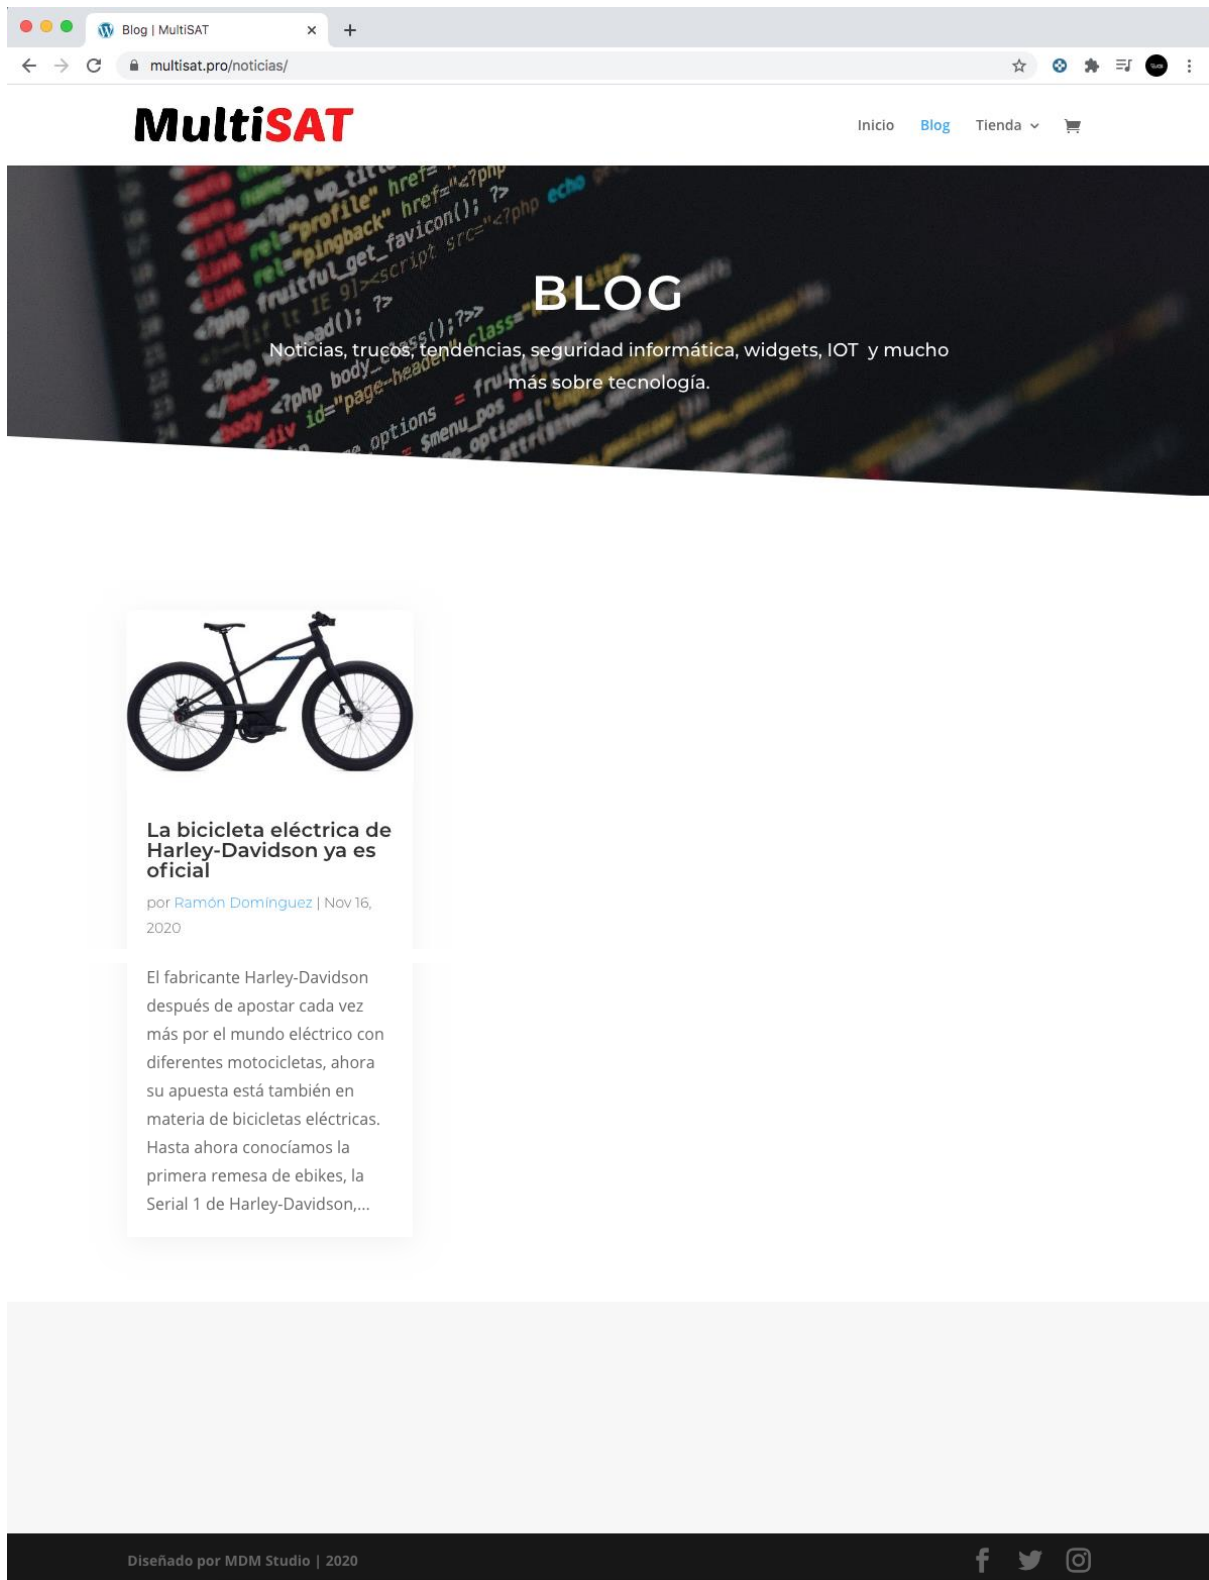 Blog | MultiSAT
multisat.pro/noticias/
MultiSAT
Inicio Blog Tienda
BLOG
Noticias, trucos, tendencias, seguridad informática, widgets, IOT y mucho
más sobre tecnología.
La bicicleta eléctrica de
Harley-Davidson ya es
oficial
por Ramón Domínguez | Nov 16,
2020
El fabricante Harley-Davidson
después de apostar cada vez
más por el mundo eléctrico con
diferentes motocicletas, ahora
su apuesta está también en
materia de bicicletas eléctricas.
Hasta ahora conocíamos la
primera remesa de ebikes, la
Serial 1 de Harley-Davidson,...
Diseñado por MDM Studio | 2020